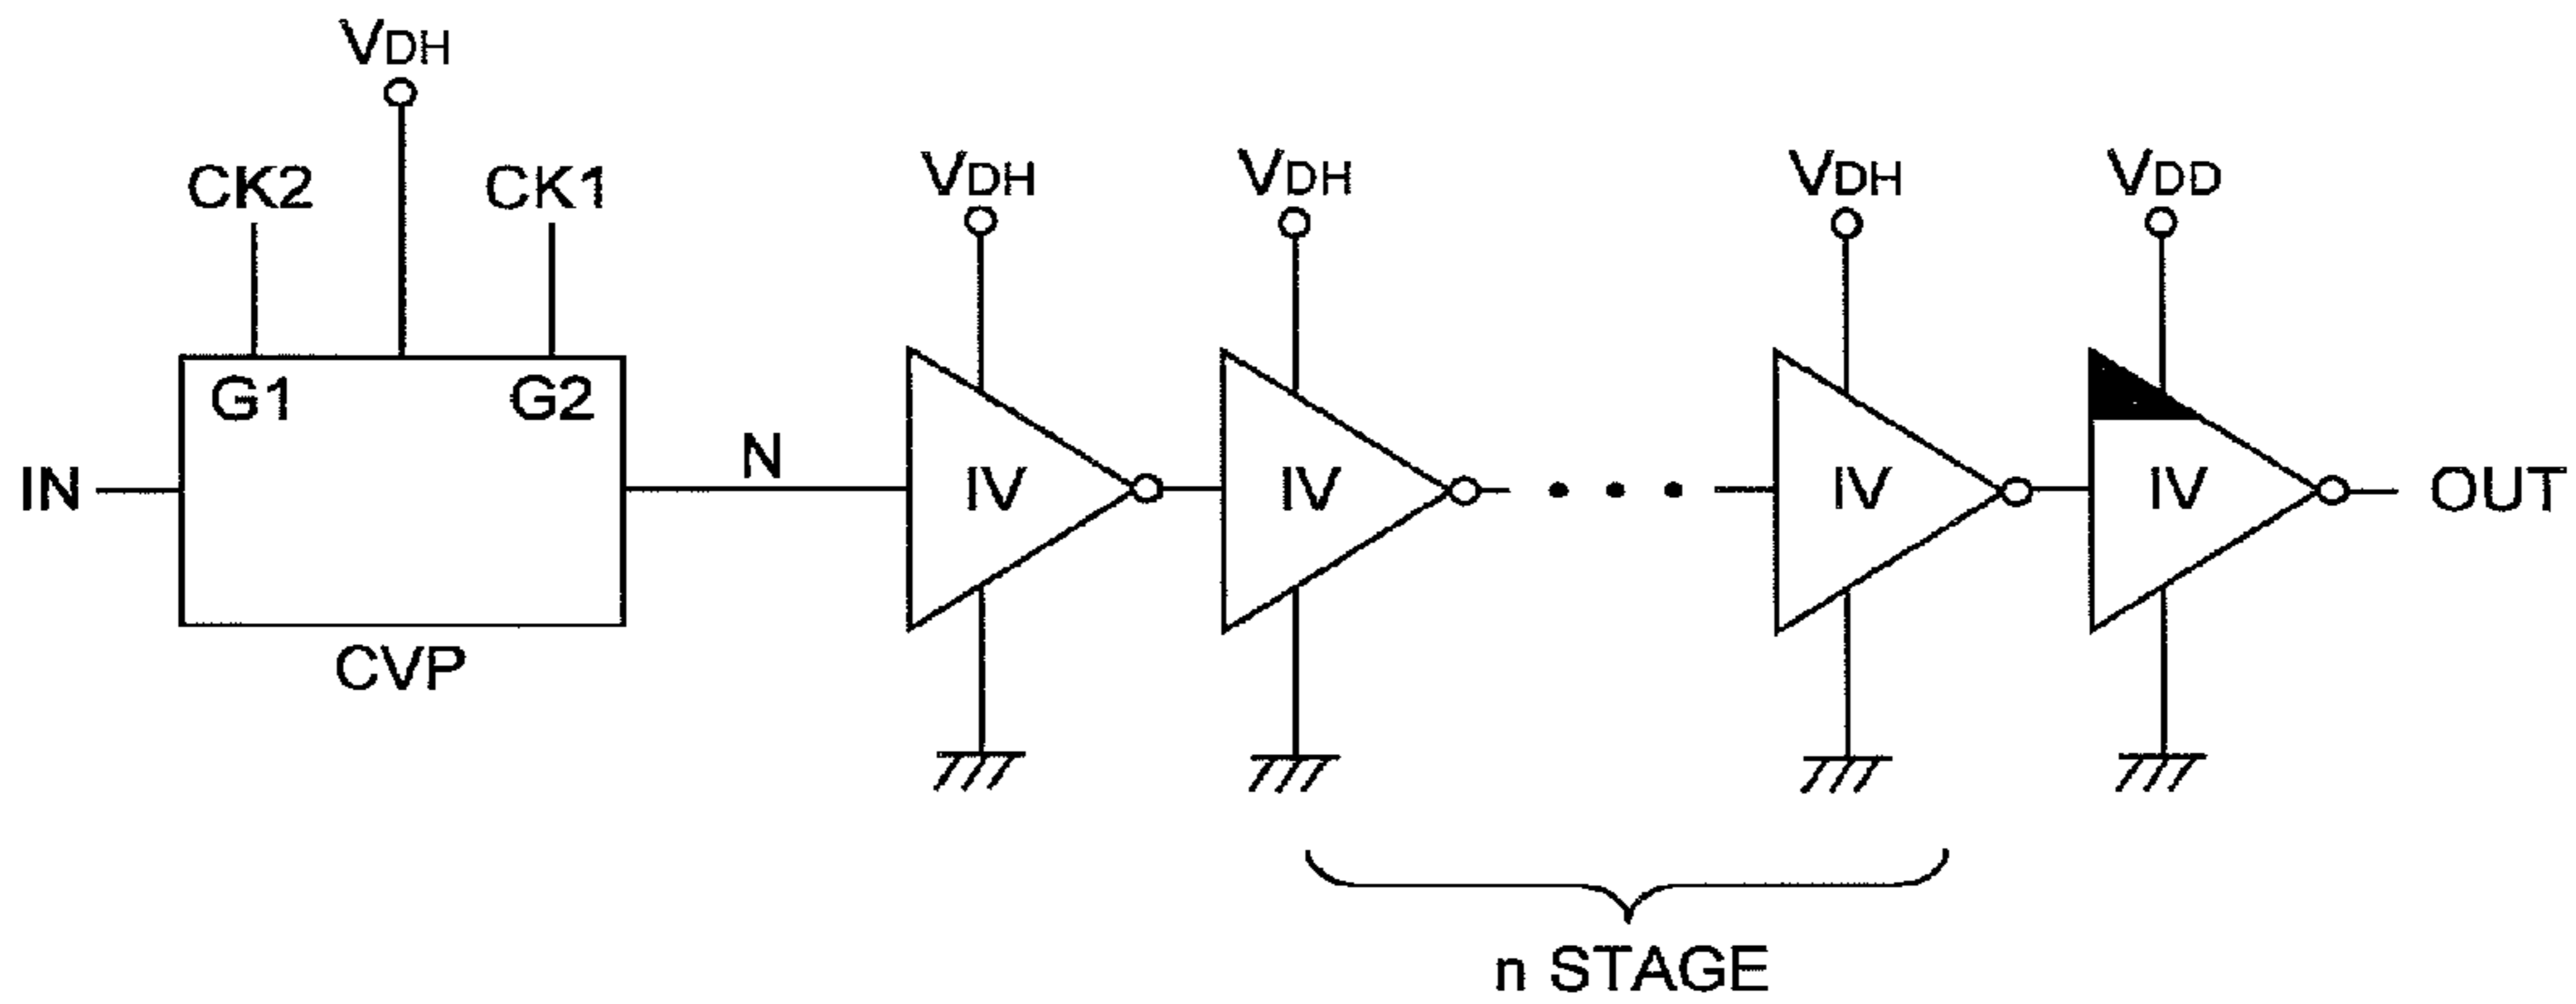 VDH
CK2 CK1 VDH VDH VDH VDD
G1 G2
IN N IV IV IV IV OUT
CVP
n STAGE